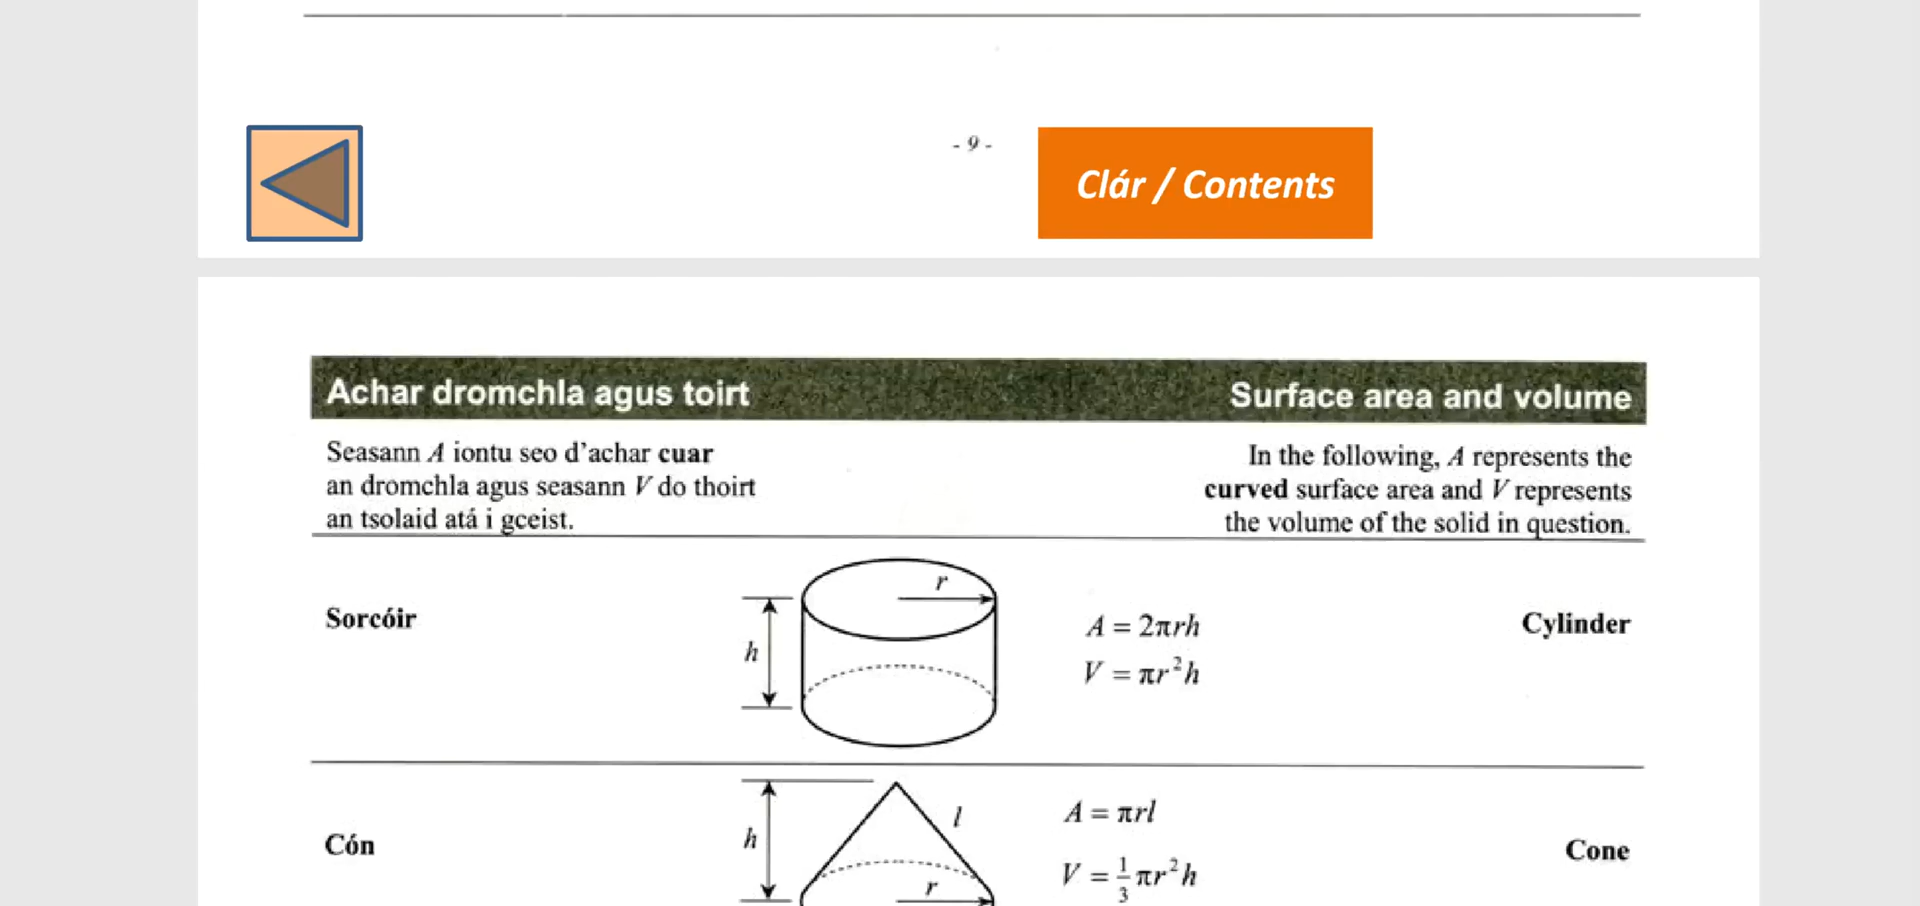 - 9 -
Clár / Contents
Achar dromchla agus toirt
Surface area and volume
Seasann A iontu seo d'achar cuar
an dromchla agus seasann V do thoirt
an tsolaid atá i gceist.
In the following, A represents the
curved surface area and V represents
the volume of the solid in question.
Sorcóir
h
r
A = 2πrh
V = πr²h
Cylinder
Cón
h
l
r
A = πrl
V = 1/3 πr²h
Cone